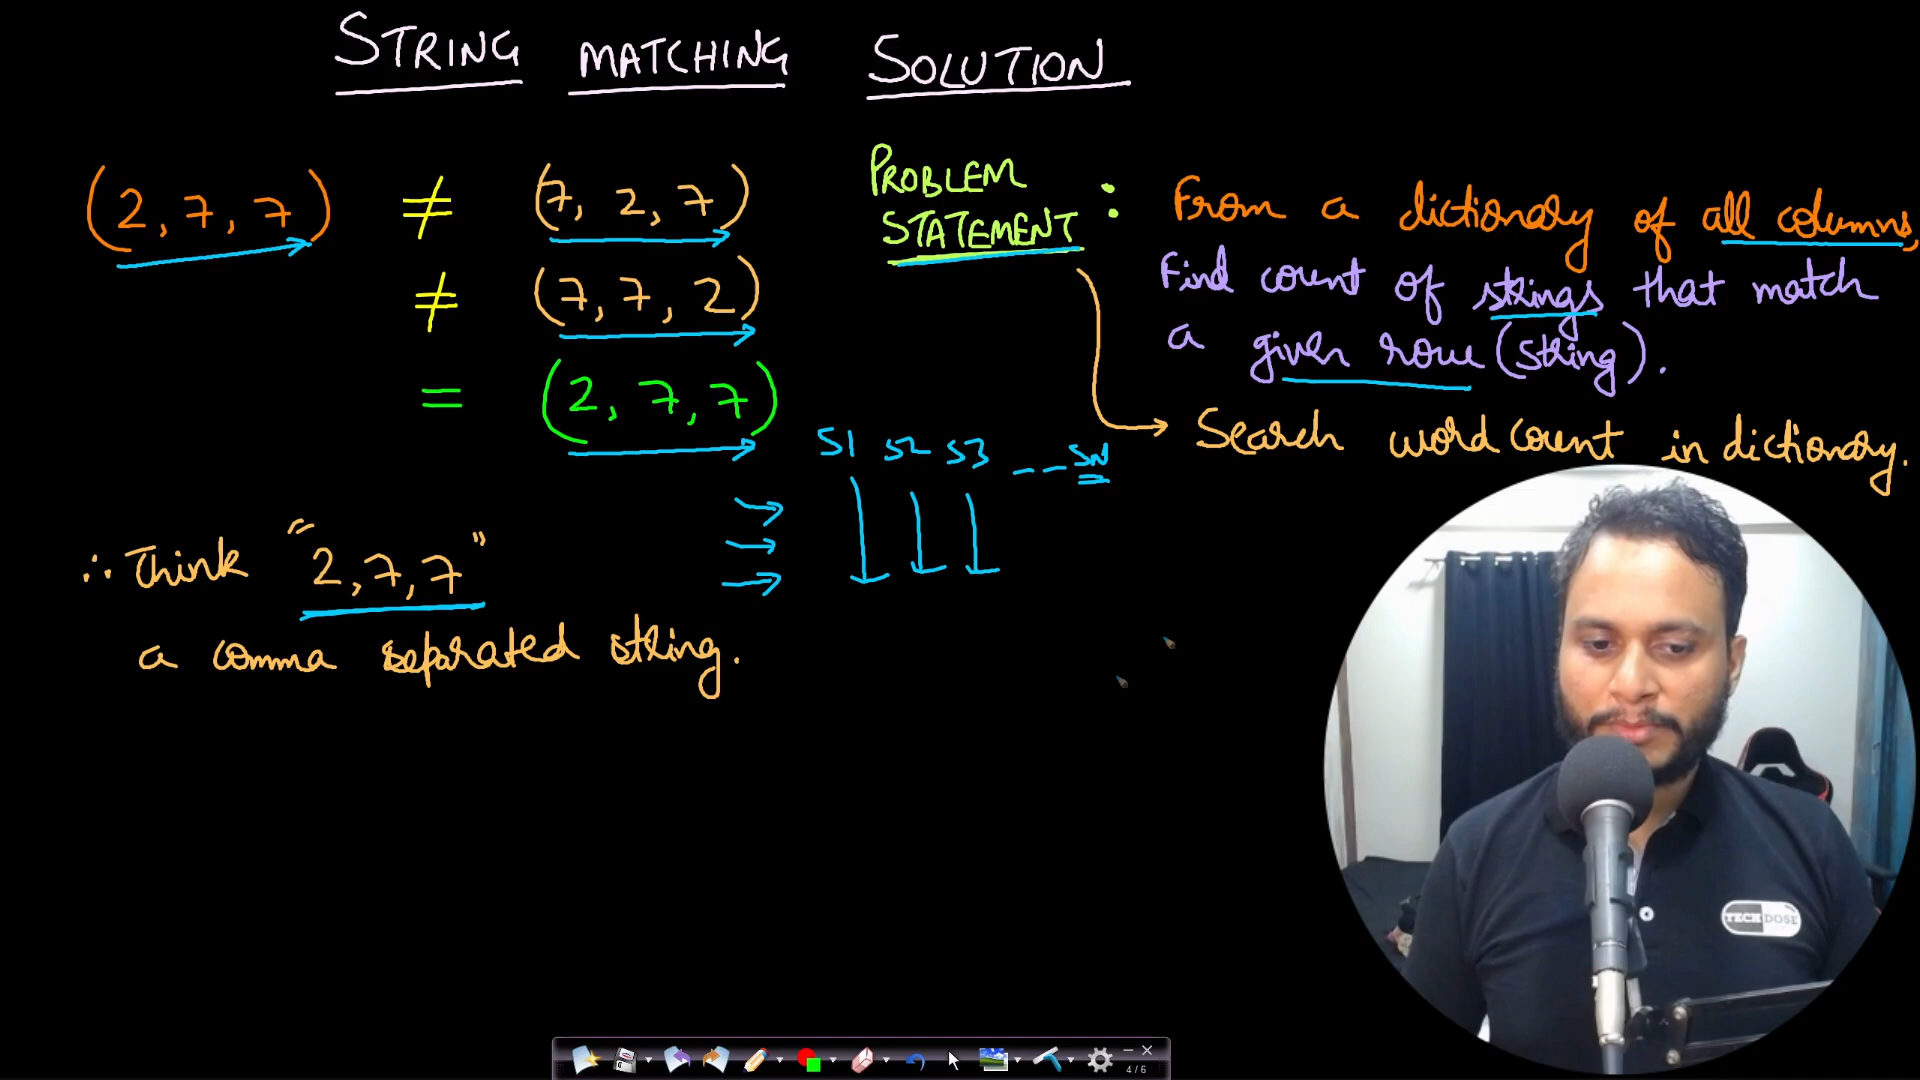 STRING MATCHING SOLUTION
(2, 7, 7) ≠ (7, 2, 7)
≠ (7, 7, 2)
= (2, 7, 7)
∴ Think "2,7,7"
a comma separated string.
PROBLEM
STATEMENT :
From a dictionary of all columns,
Find count of strings that match
a given row (string).
→ Search word count in dictionary.
S1 S2 S3 -- SN
TECH DOSE
4/6